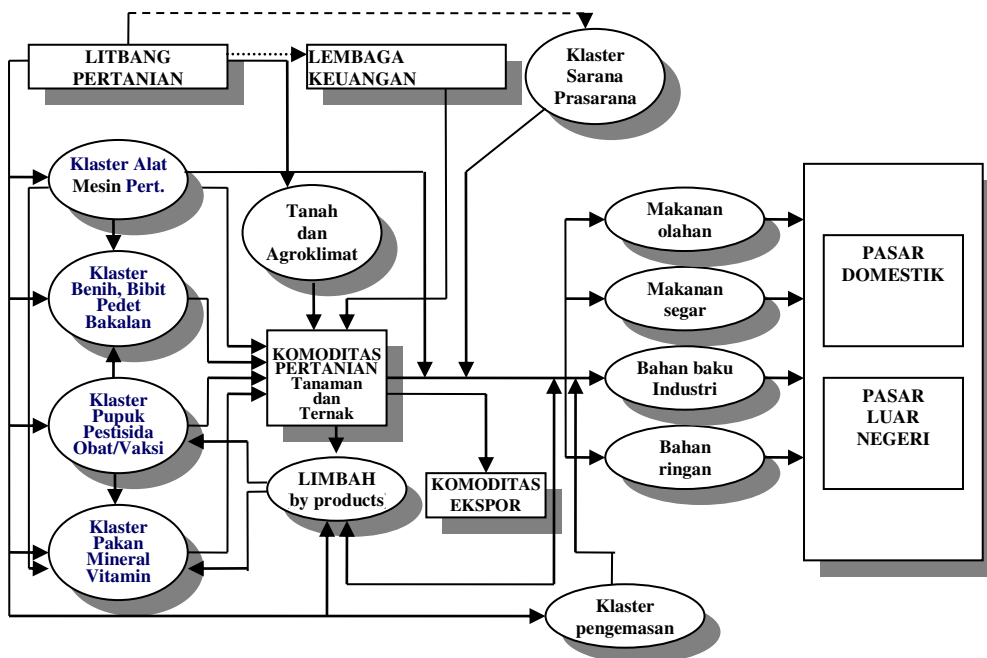 LITBANG
PERTANIAN
LEMBAGA
KEUANGAN
Klaster
Sarana
Prasarana
Klaster Alat
Mesin Pert.
Tanah
dan
Agroklimat
Klaster
Benih, Bibit
Pedet
Bakalan
KOMODITAS
PERTANIAN
Tanaman
dan
Ternak
Klaster
Pupuk
Pestisida
Obat/Vaksi
LIMBAH
by products
KOMODITAS
EKSPOR
Klaster
Pakan
Mineral
Vitamin
Klaster
pengemasan
Makanan
olahan
Makanan
segar
Bahan baku
Industri
Bahan
ringan
PASAR
DOMESTIK
PASAR
LUAR
NEGERI